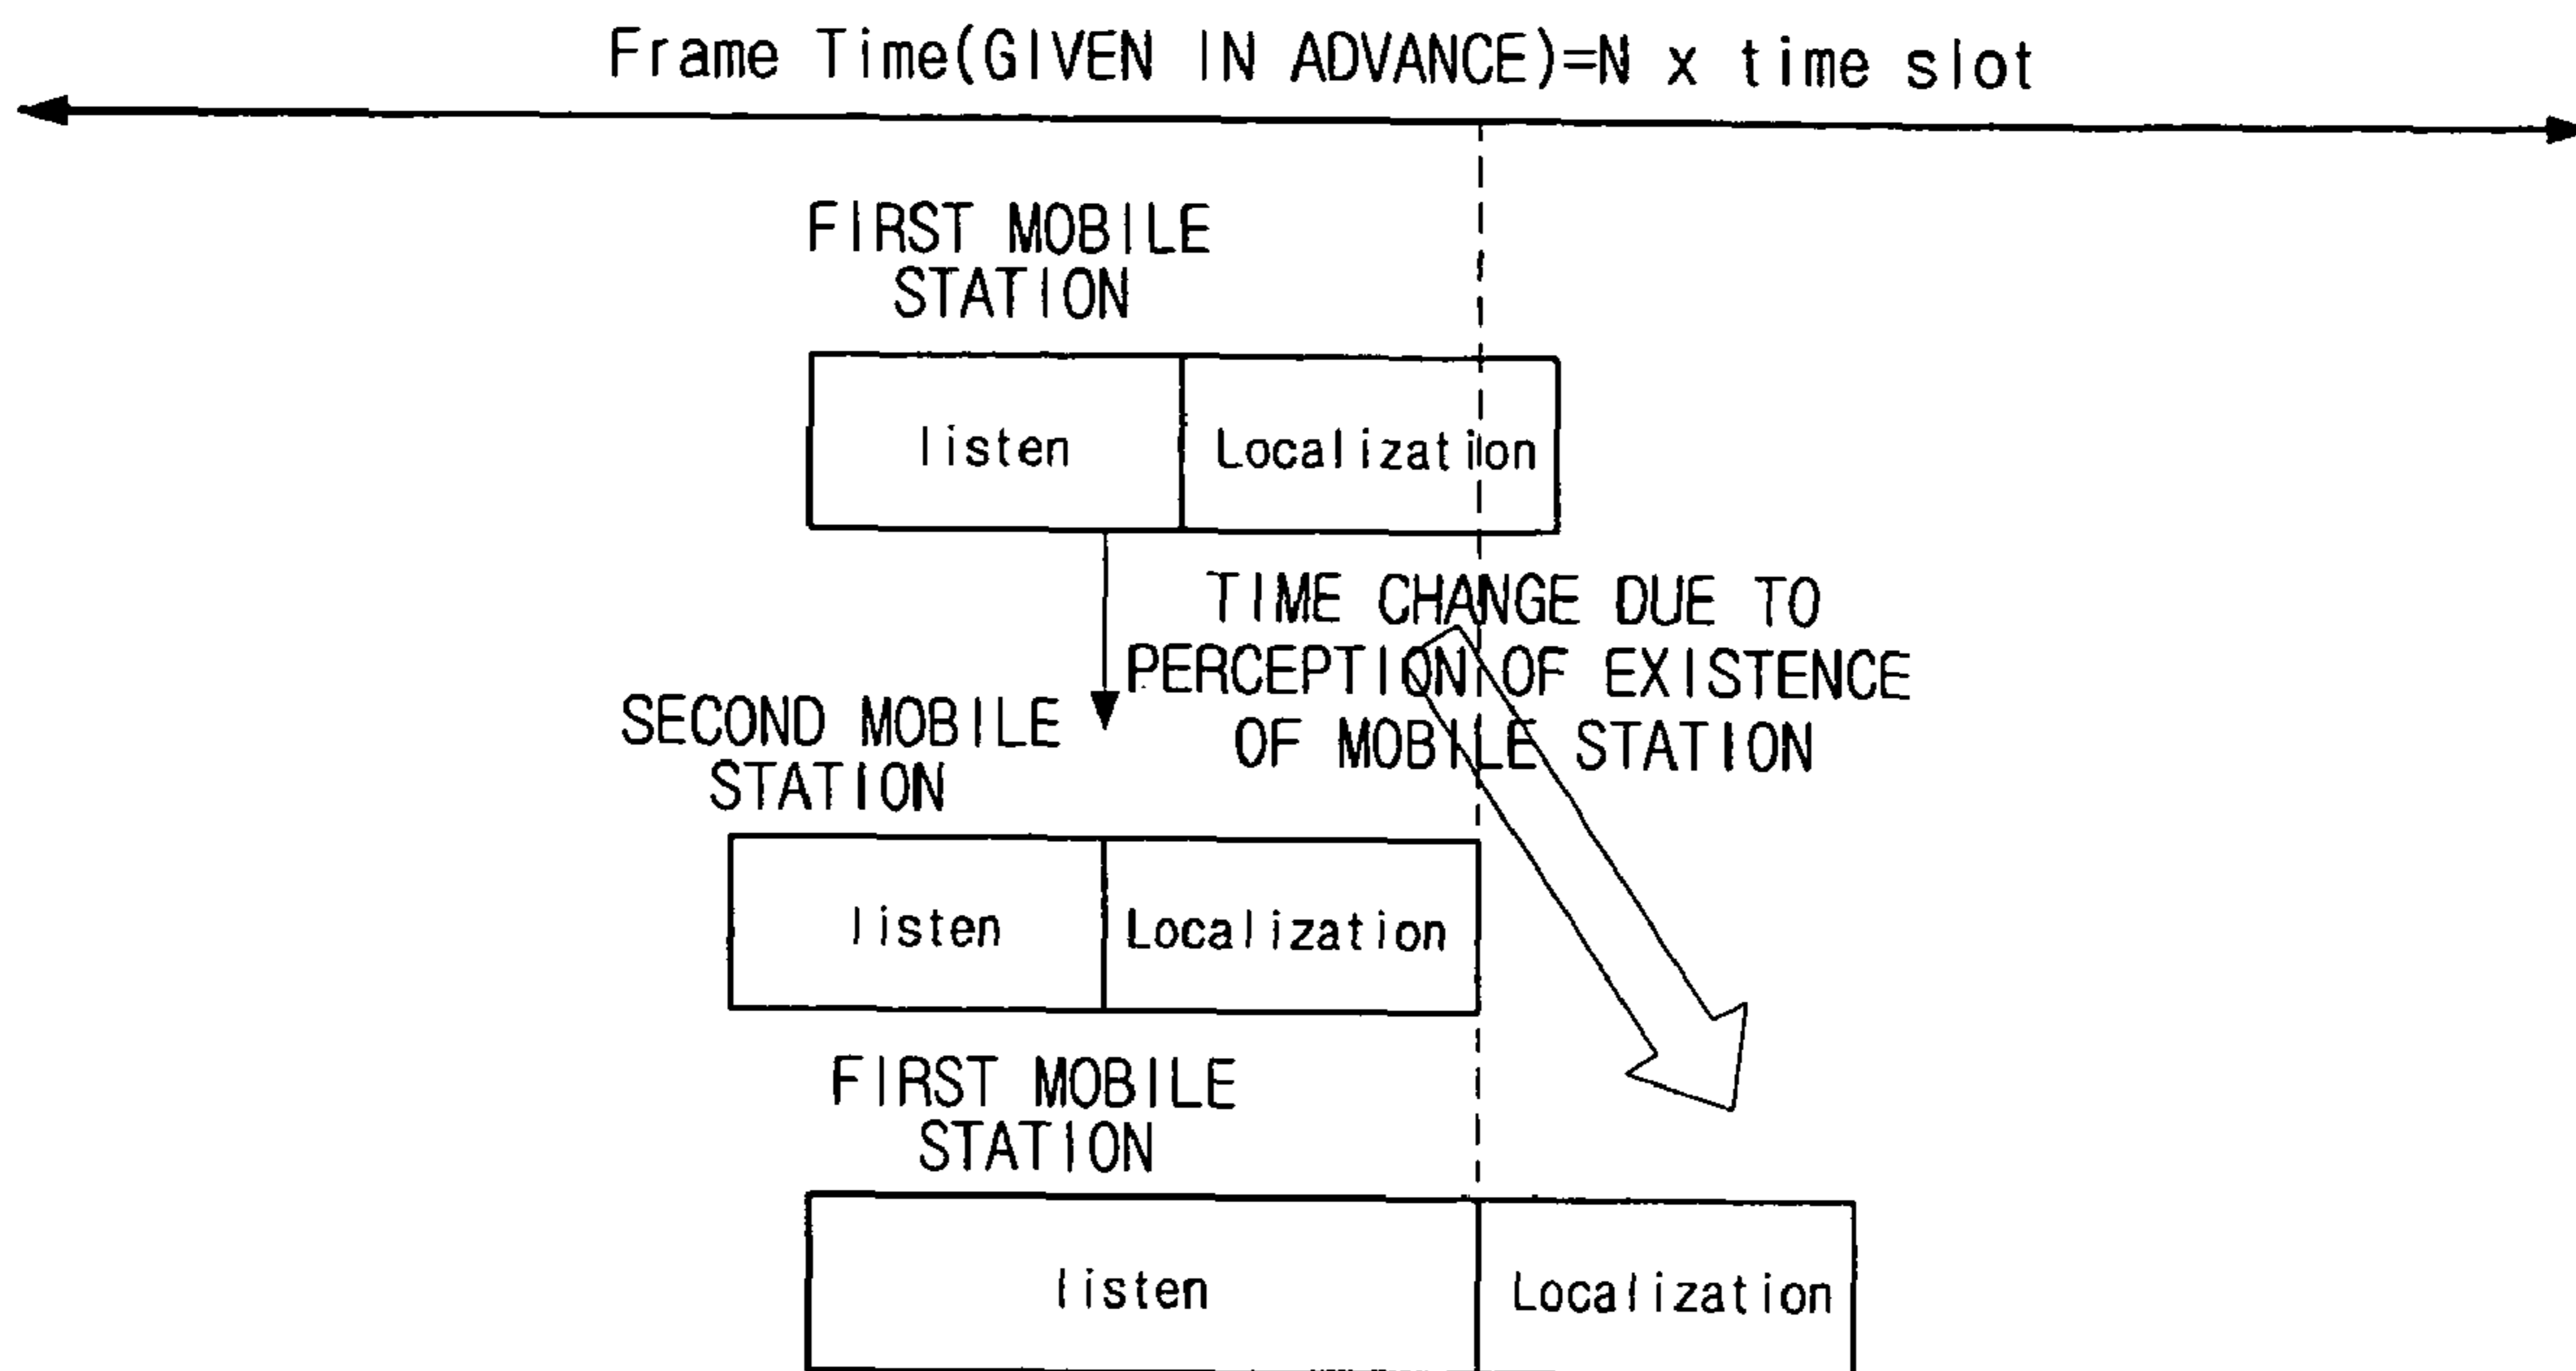 Frame Time(GIVEN IN ADVANCE)=N x time slot
FIRST MOBILE
STATION
listen
Localization
TIME CHANGE DUE TO
PERCEPTION OF EXISTENCE
OF MOBILE STATION
SECOND MOBILE
STATION
listen
Localization
FIRST MOBILE
STATION
listen
Localization